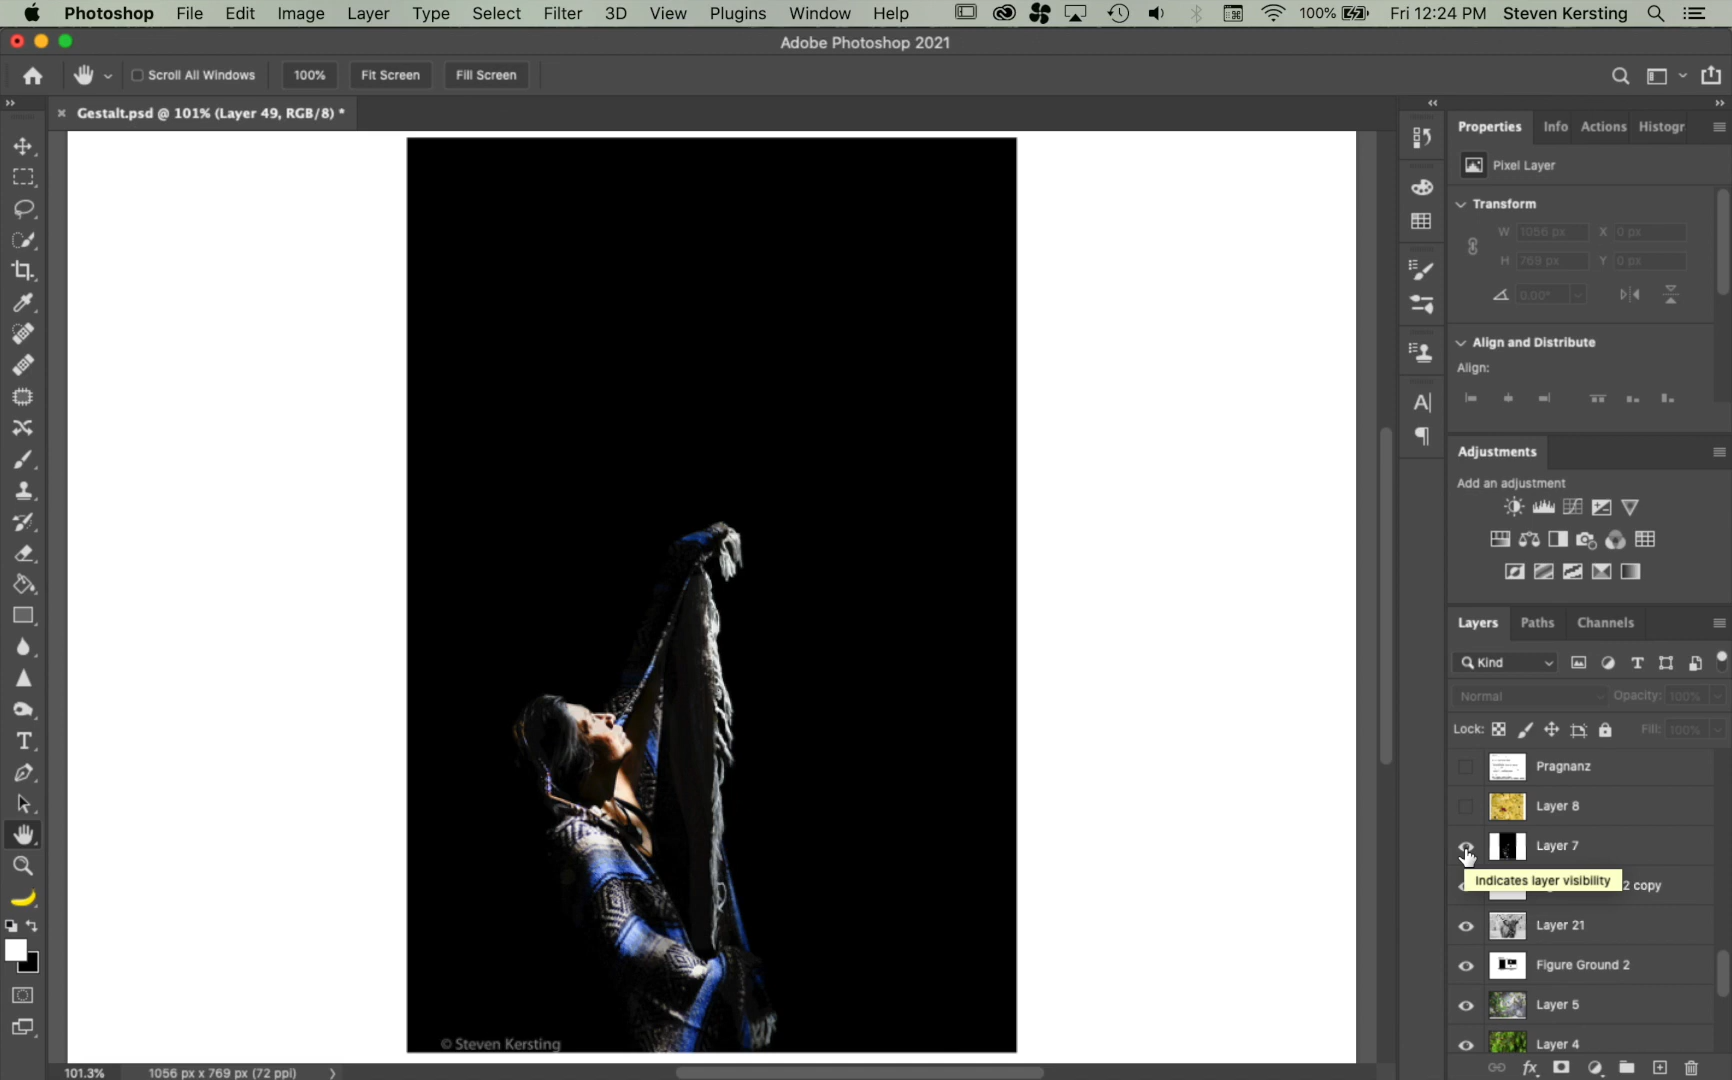 Photoshop File Edit Image Layer Type Select Filter 3D View Plugins Window Help 100% Fri 12:24 PM Steven Kersting
Adobe Photoshop 2021
Scroll All Windows 100% Fit Screen Fill Screen
Gestalt.psd @ 101% (Layer 49, RGB/8) *
Properties Info Actions Histogr
Pixel Layer
Transform
W 1056 px X 0 px
H 769 px Y 0 px
0.00°
Align and Distribute
Align:
Adjustments
Add an adjustment
Layers Paths Channels
Kind
Normal Opacity: 100%
Lock: Fill: 100%
Pragnanz
Layer 8
Layer 7
Indicates layer visibility
2 copy
Layer 21
Figure Ground 2
Layer 5
Layer 4
© Steven Kersting
101.3% 1056 px x 769 px (72 ppi)